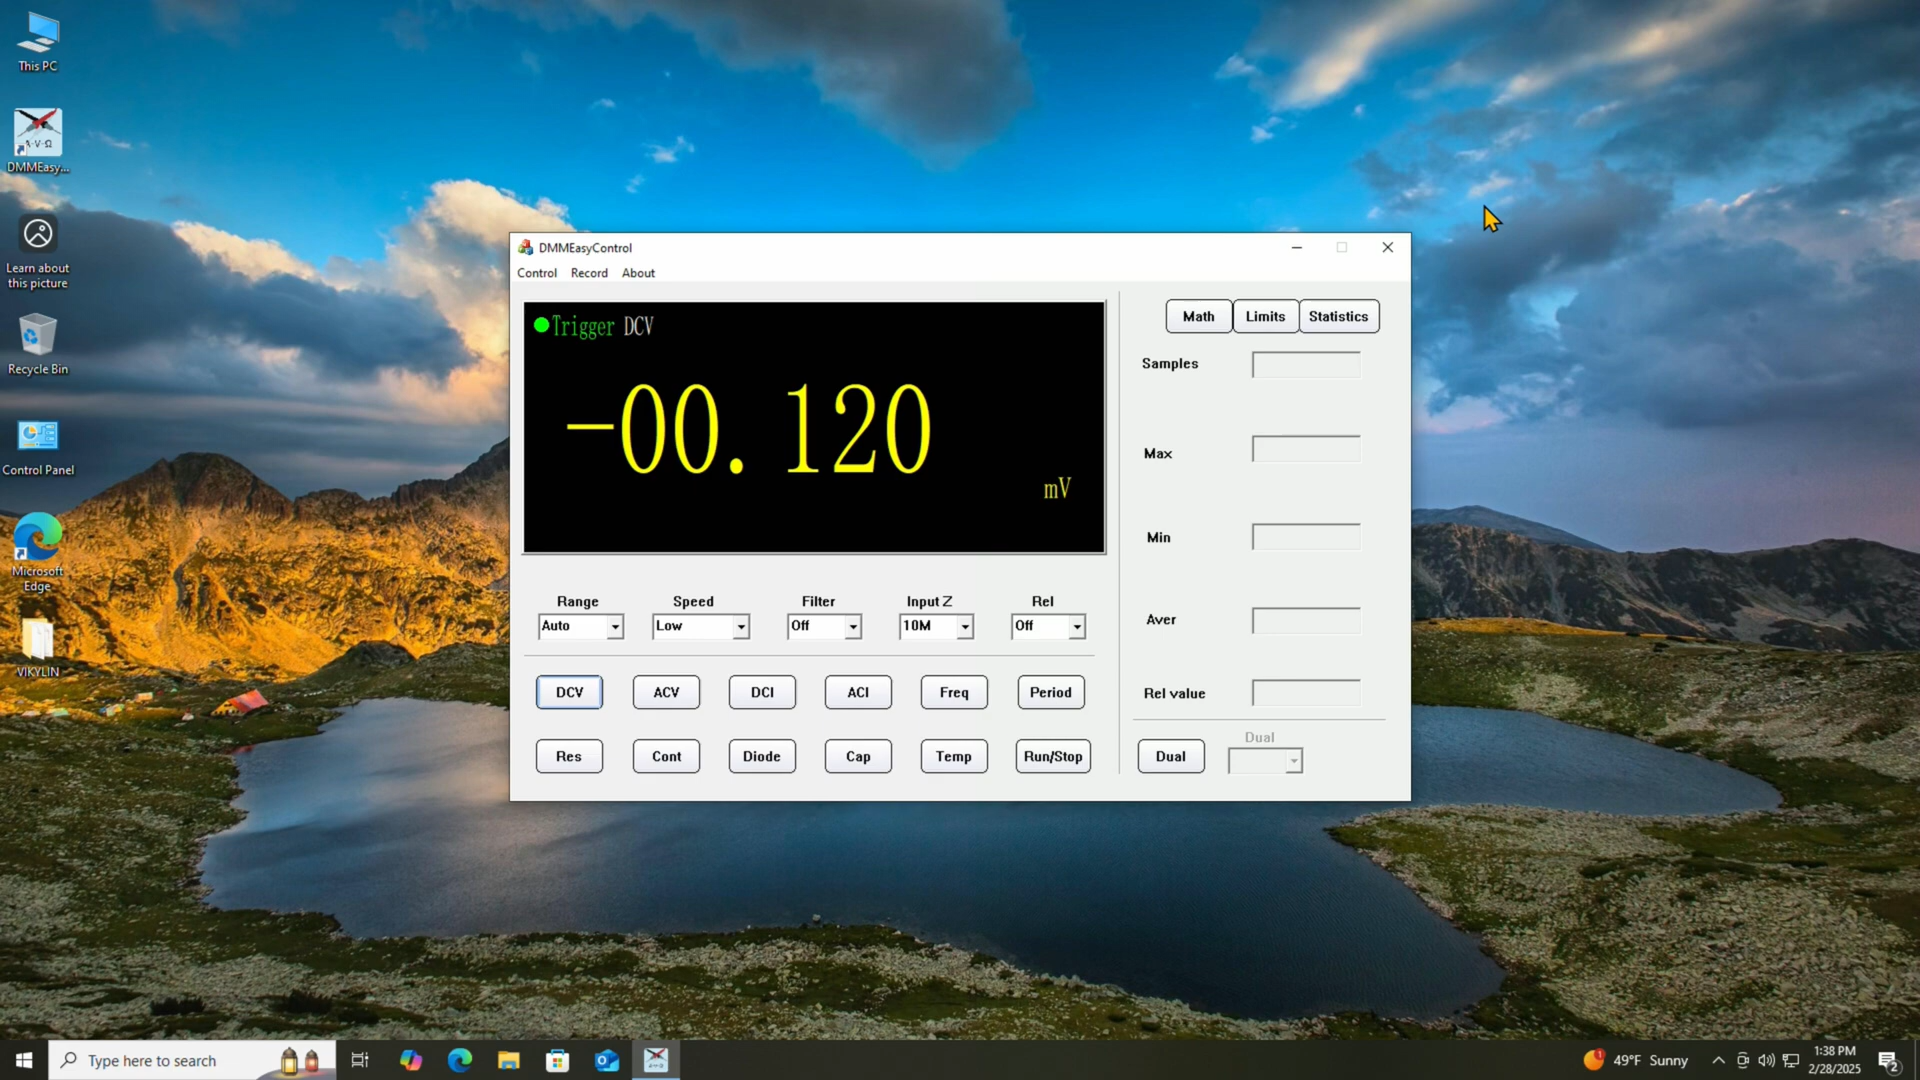 This PC
A-V-Ω
DMMEasy...
Learn about
this picture
Recycle Bin
Control Panel
Microsoft
Edge
VIKYLIN
DMMEasyControl
Control Record About
Trigger DCV
-00.120
mV
Range Speed Filter Input Z Rel
Auto Low Off 10M Off
DCV ACV DCI ACI Freq Period
Res Cont Diode Cap Temp Run/Stop
Math Limits Statistics
Samples
Max
Min
Aver
Rel value
Dual
Dual
Type here to search
1
49°F Sunny
1:38 PM
2/28/2025
2